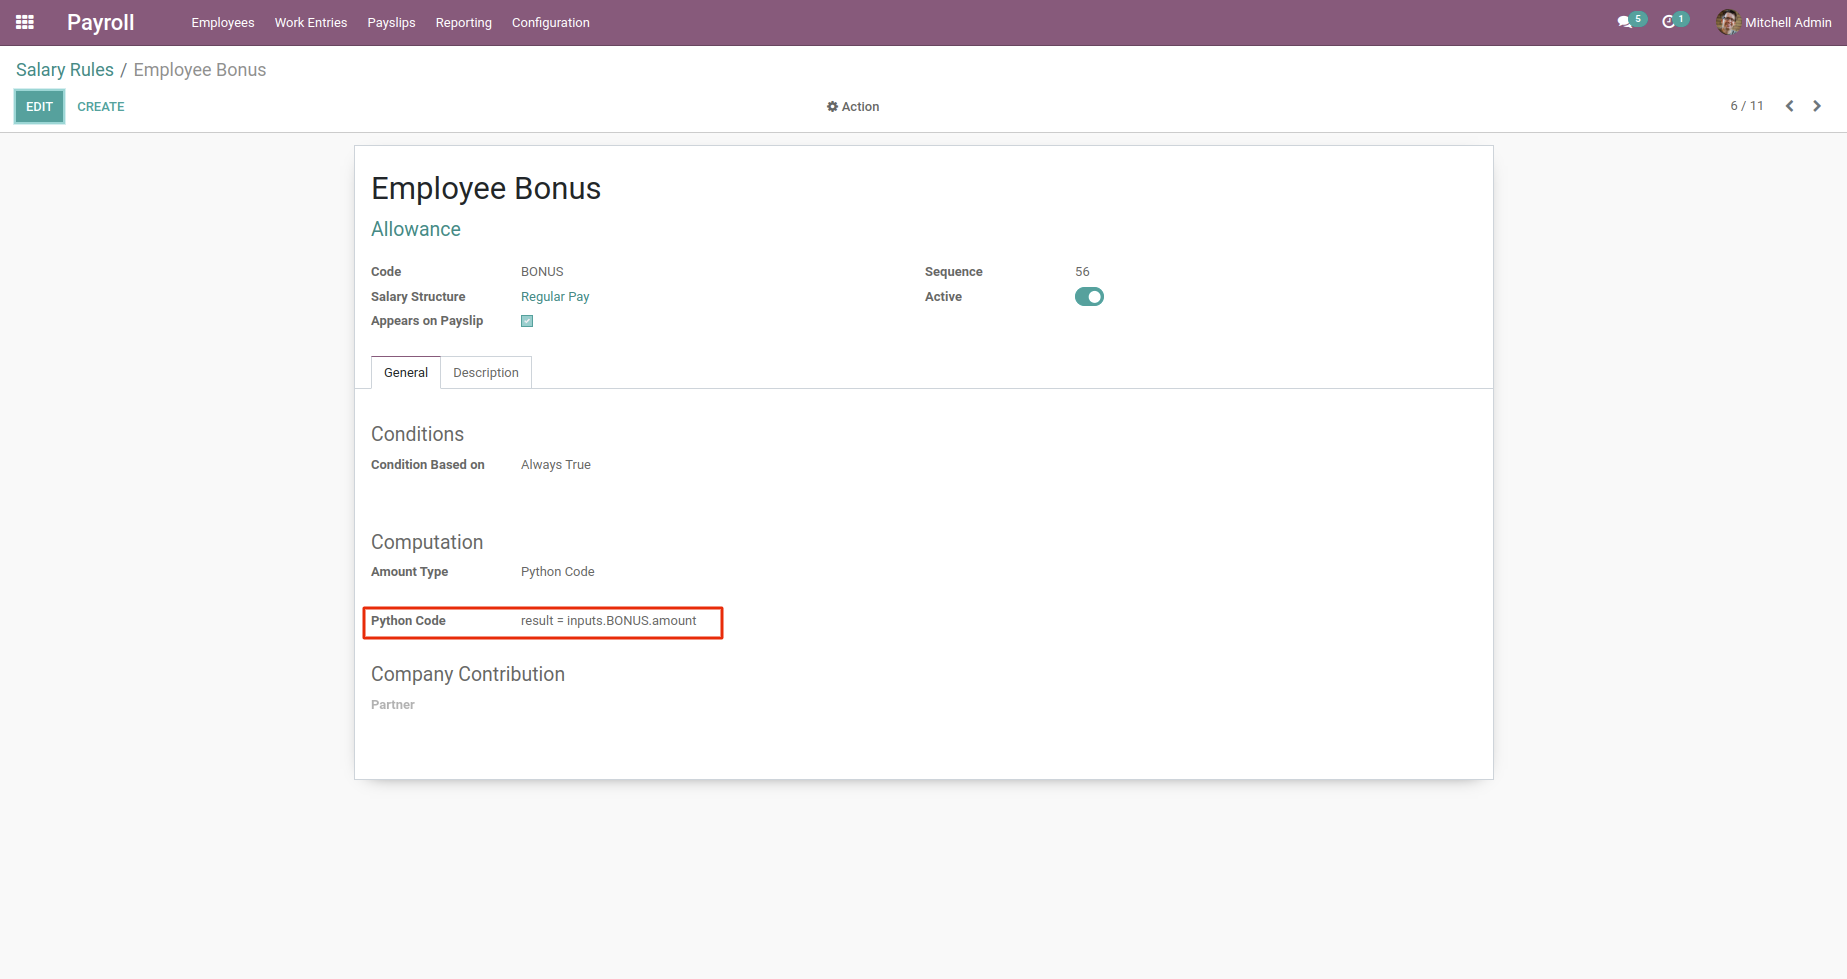 Payroll Employees Work Entries Payslips Reporting Configuration 5 1 Mitchell Admin
Salary Rules / Employee Bonus
EDIT CREATE Action 6 / 11
Employee Bonus
Allowance
Code BONUS Sequence 56
Salary Structure Regular Pay Active
Appears on Payslip
General Description
Conditions
Condition Based on Always True
Computation
Amount Type Python Code
Python Code result = inputs.BONUS.amount
Company Contribution
Partner